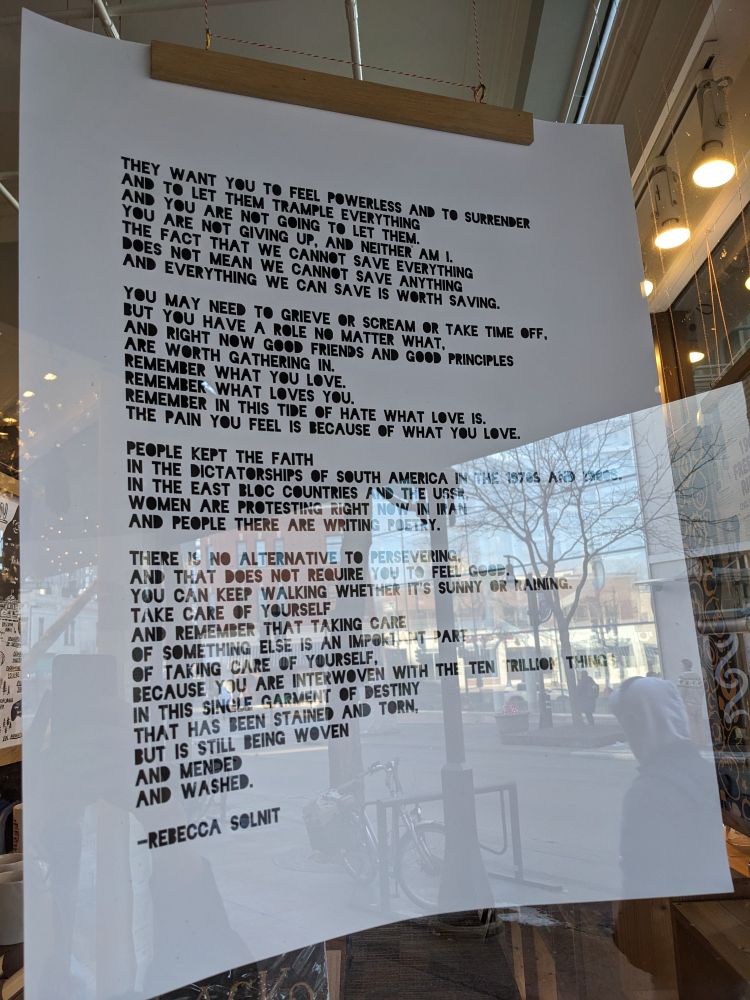 THEY WANT YOU TO FEEL POWERLESS AND TO SURRENDER
AND TO LET THEM TRAMPLE EVERYTHING
AND YOU ARE NOT GOING TO LET THEM.
YOU ARE NOT GIVING UP, AND NEITHER AM I.
THE FACT THAT WE CANNOT SAVE EVERYTHING
DOES NOT MEAN WE CANNOT SAVE ANYTHING
AND EVERYTHING WE CAN SAVE IS WORTH SAVING.
YOU MAY NEED TO GRIEVE OR SCREAM OR TAKE TIME OFF,
BUT YOU HAVE A ROLE NO MATTER WHAT,
AND RIGHT NOW GOOD FRIENDS AND GOOD PRINCIPLES
ARE WORTH GATHERING IN.
REMEMBER WHAT YOU LOVE.
REMEMBER WHAT LOVES YOU.
REMEMBER IN THIS TIDE OF HATE WHAT LOVE IS.
THE PAIN YOU FEEL IS BECAUSE OF WHAT YOU LOVE.
PEOPLE KEPT THE FAITH
IN THE DICTATORSHIPS OF SOUTH AMERICA IN THE 1970S AND 1980S,
IN THE EAST BLOC COUNTRIES AND THE USSR,
WOMEN ARE PROTESTING RIGHT NOW IN IRAN
AND PEOPLE THERE ARE WRITING POETRY.
THERE IS NO ALTERNATIVE TO PERSEVERING,
AND THAT DOES NOT REQUIRE YOU TO FEEL GOOD.
YOU CAN KEEP WALKING WHETHER IT'S SUNNY OR RAINING.
TAKE CARE OF YOURSELF
AND REMEMBER THAT TAKING CARE
OF SOMETHING ELSE IS AN IMPORTANT PART
OF TAKING CARE OF YOURSELF,
BECAUSE YOU ARE INTERWOVEN WITH THE TEN TRILLION THINGS
IN THIS SINGLE GARMENT OF DESTINY
THAT HAS BEEN STAINED AND TORN,
BUT IS STILL BEING WOVEN
AND MENDED
AND WASHED.
—REBECCA SOLNIT